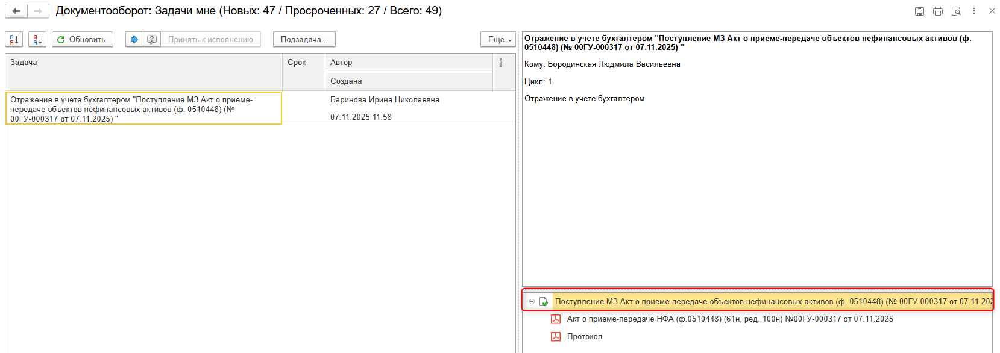 Документооборот: Задачи мне (Новых: 47 / Просроченных: 27 / Всего: 49)
Обновить
Принять к исполнению
Подзадача...
Еще
Задача
Срок
Автор
Создана
Отражение в учете бухгалтером "Поступление МЗ Акт о приеме-
передаче объектов нефинансовых активов (ф. 0510448) (№
00ГУ-000317 от 07.11.2025) "
Баринова Ирина Николаевна
07.11.2025 11:58
Отражение в учете бухгалтером "Поступление МЗ Акт о приеме-передаче объектов нефинансовых активов (ф.
0510448) (№ 00ГУ-000317 от 07.11.2025) "
Кому: Бородинская Людмила Васильевна
Цикл: 1
Отражение в учете бухгалтером
Поступление МЗ Акт о приеме-передаче объектов нефинансовых активов (ф. 0510448) (№ 00ГУ-000317 от 07.11.202
Акт о приеме-передаче НФА (ф.0510448) (61н, ред. 100н) №00ГУ-000317 от 07.11.2025
Протокол